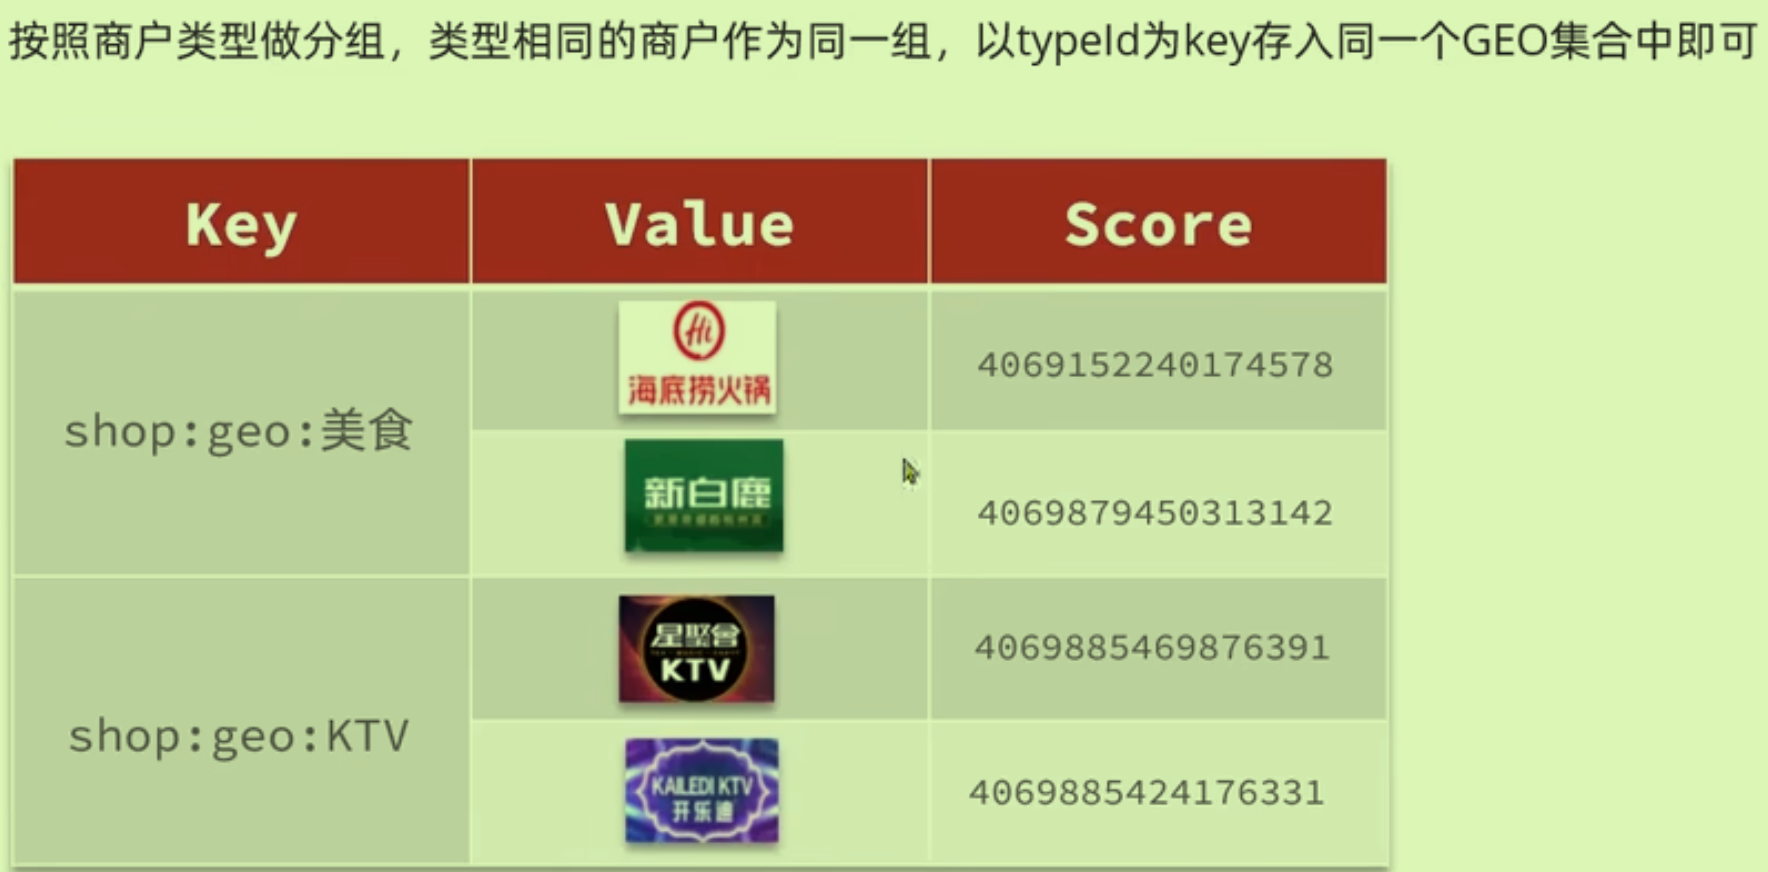 按照商户类型做分组，类型相同的商户作为同一组，以typeId为key存入同一个GEO集合中即可
Key Value Score
shop:geo:美食
Hi
海底捞火锅
4069152240174578
新白鹿
4069879450313142
shop:geo:KTV
星聚會
KTV
4069885469876391
KAILEDI KTV
开乐迪
4069885424176331